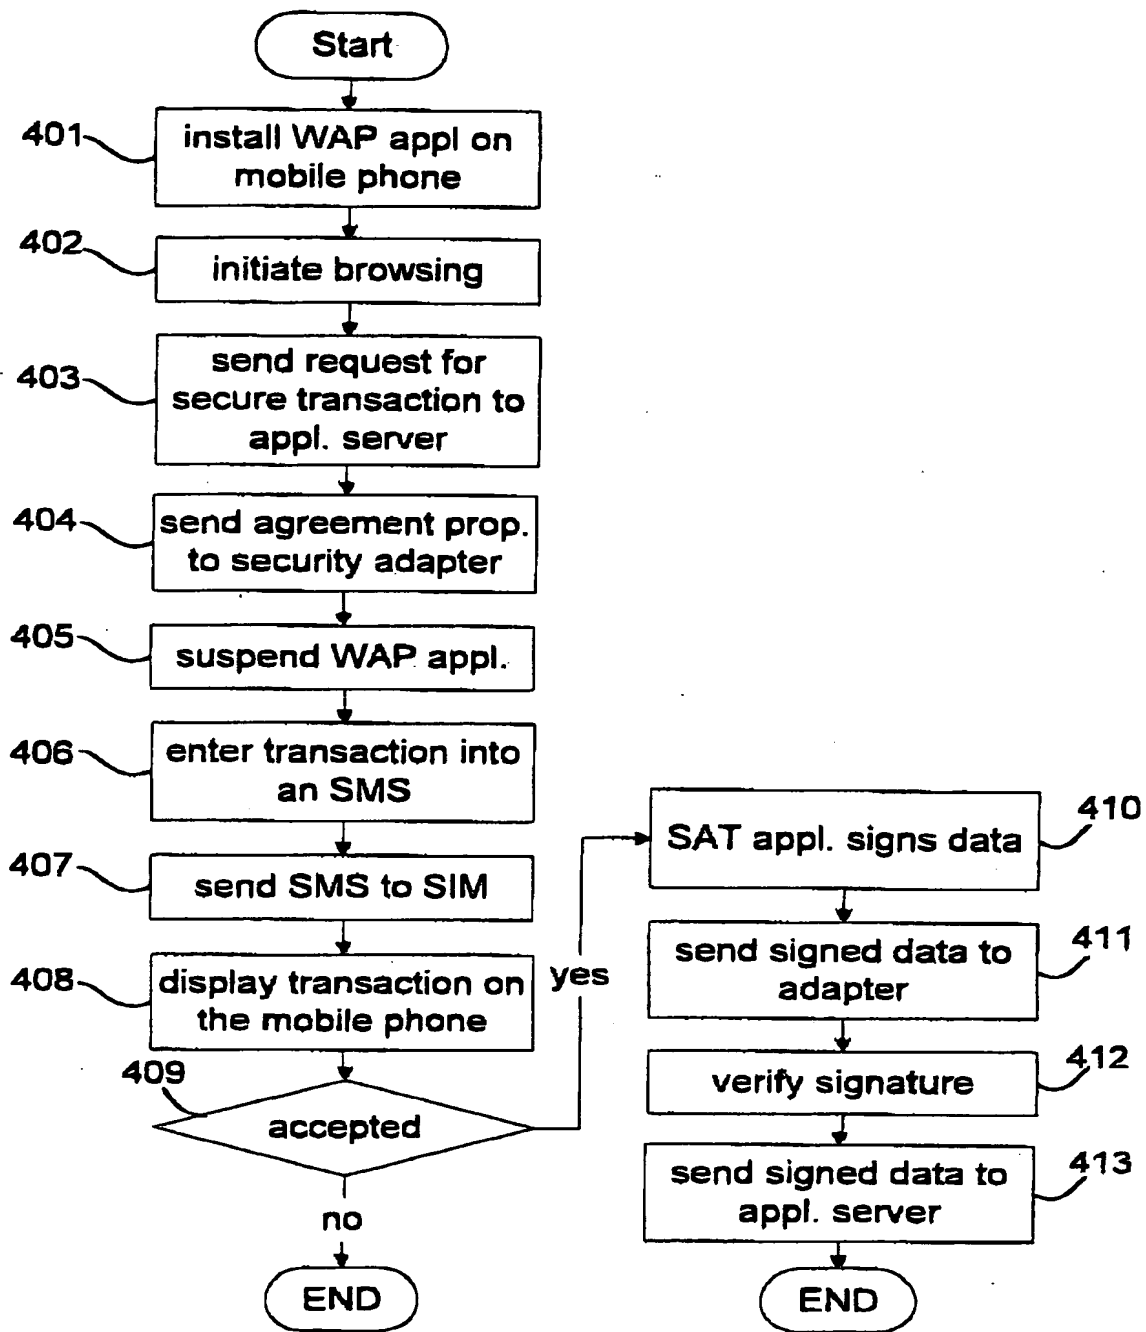 Start
401
install WAP appl on
mobile phone
402
initiate browsing
403
send request for
secure transaction to
appl. server
404
send agreement prop.
to security adapter
405
suspend WAP appl.
406
enter transaction into
an SMS
407
send SMS to SIM
408
display transaction on
the mobile phone
409
accepted
yes
no
END
410
SAT appl. signs data
411
send signed data to
adapter
412
verify signature
413
send signed data to
appl. server
END